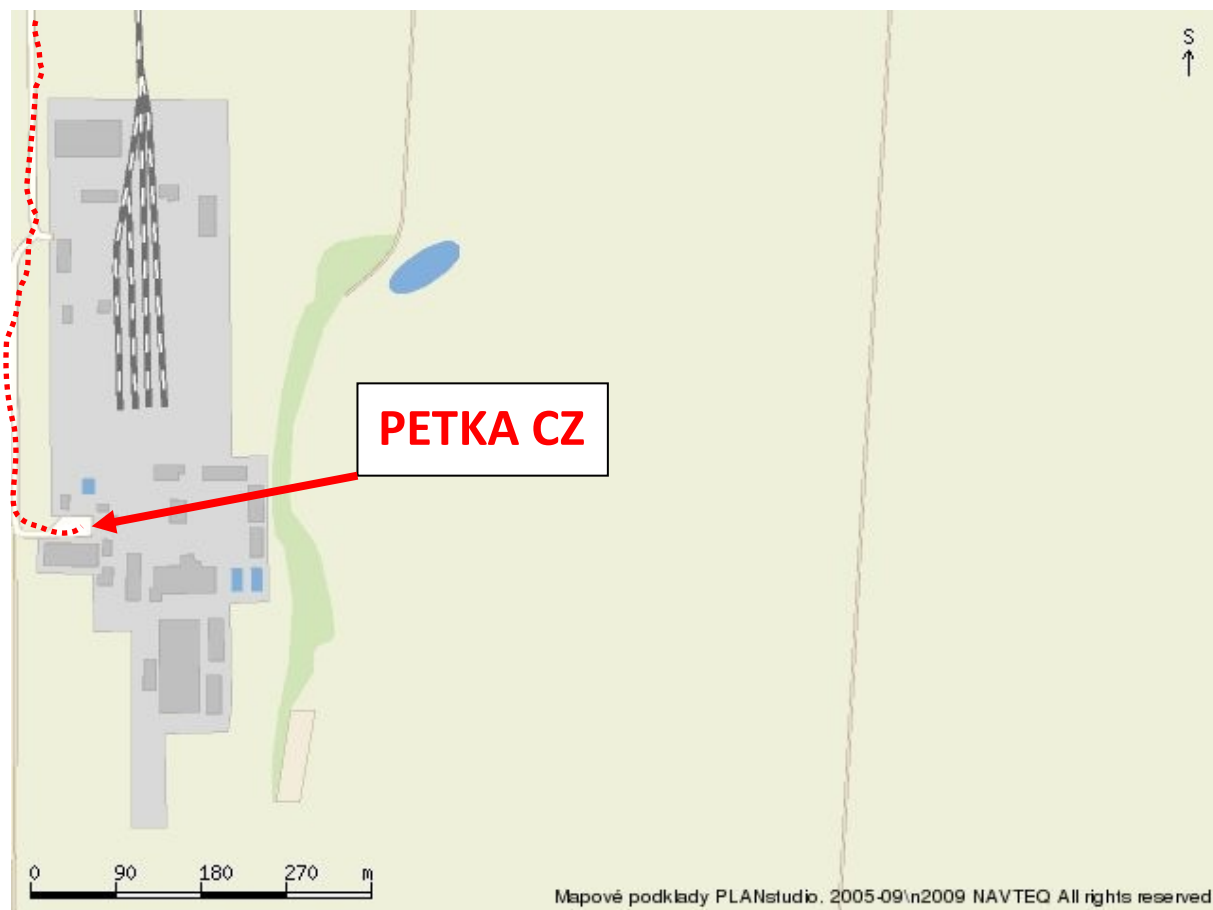 S
PETKA CZ
0 90 180 270 m
Mapové podklady PLANstudio, 2005-09\n2009 NAVTEQ All rights reserved